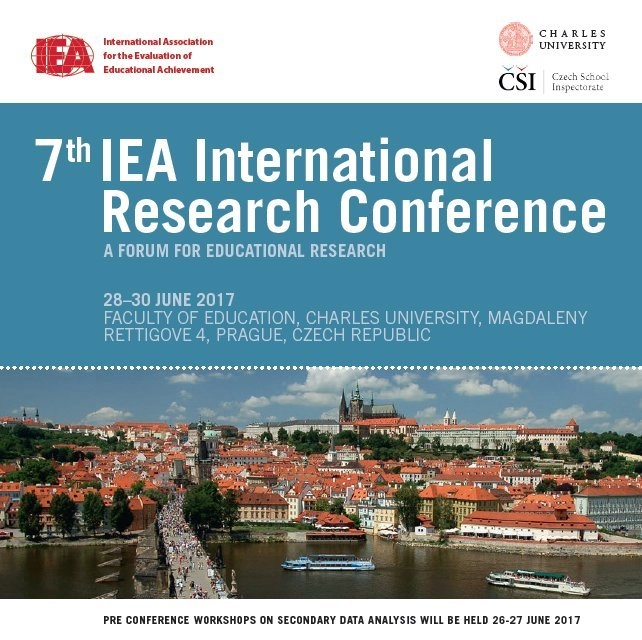 IEA
International Association
for the Evaluation of
Educational Achievement
CHARLES
UNIVERSITY
ČŠI
Czech School
Inspectorate
7th IEA International
Research Conference
A FORUM FOR EDUCATIONAL RESEARCH
28–30 JUNE 2017
FACULTY OF EDUCATION, CHARLES UNIVERSITY, MAGDALENY
RETTIGOVE 4, PRAGUE, CZECH REPUBLIC
PRE CONFERENCE WORKSHOPS ON SECONDARY DATA ANALYSIS WILL BE HELD 26-27 JUNE 2017